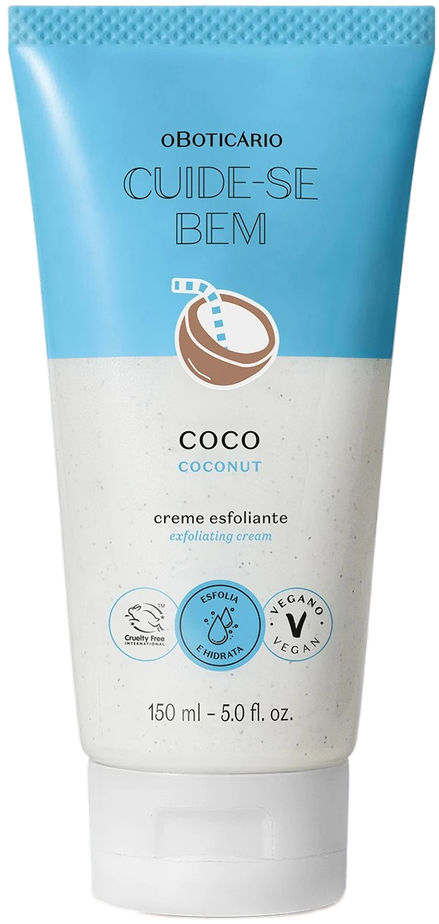 oBOTICÁRIO
CUIDE-SE
BEM
COCO
COCONUT
creme esfoliante
exfoliating cream
TM
Cruelty Free
INTERNATIONAL
ESFOLIA
E HIDRATA
VEGANO
V
VEGAN
150 ml – 5.0 fl. oz.